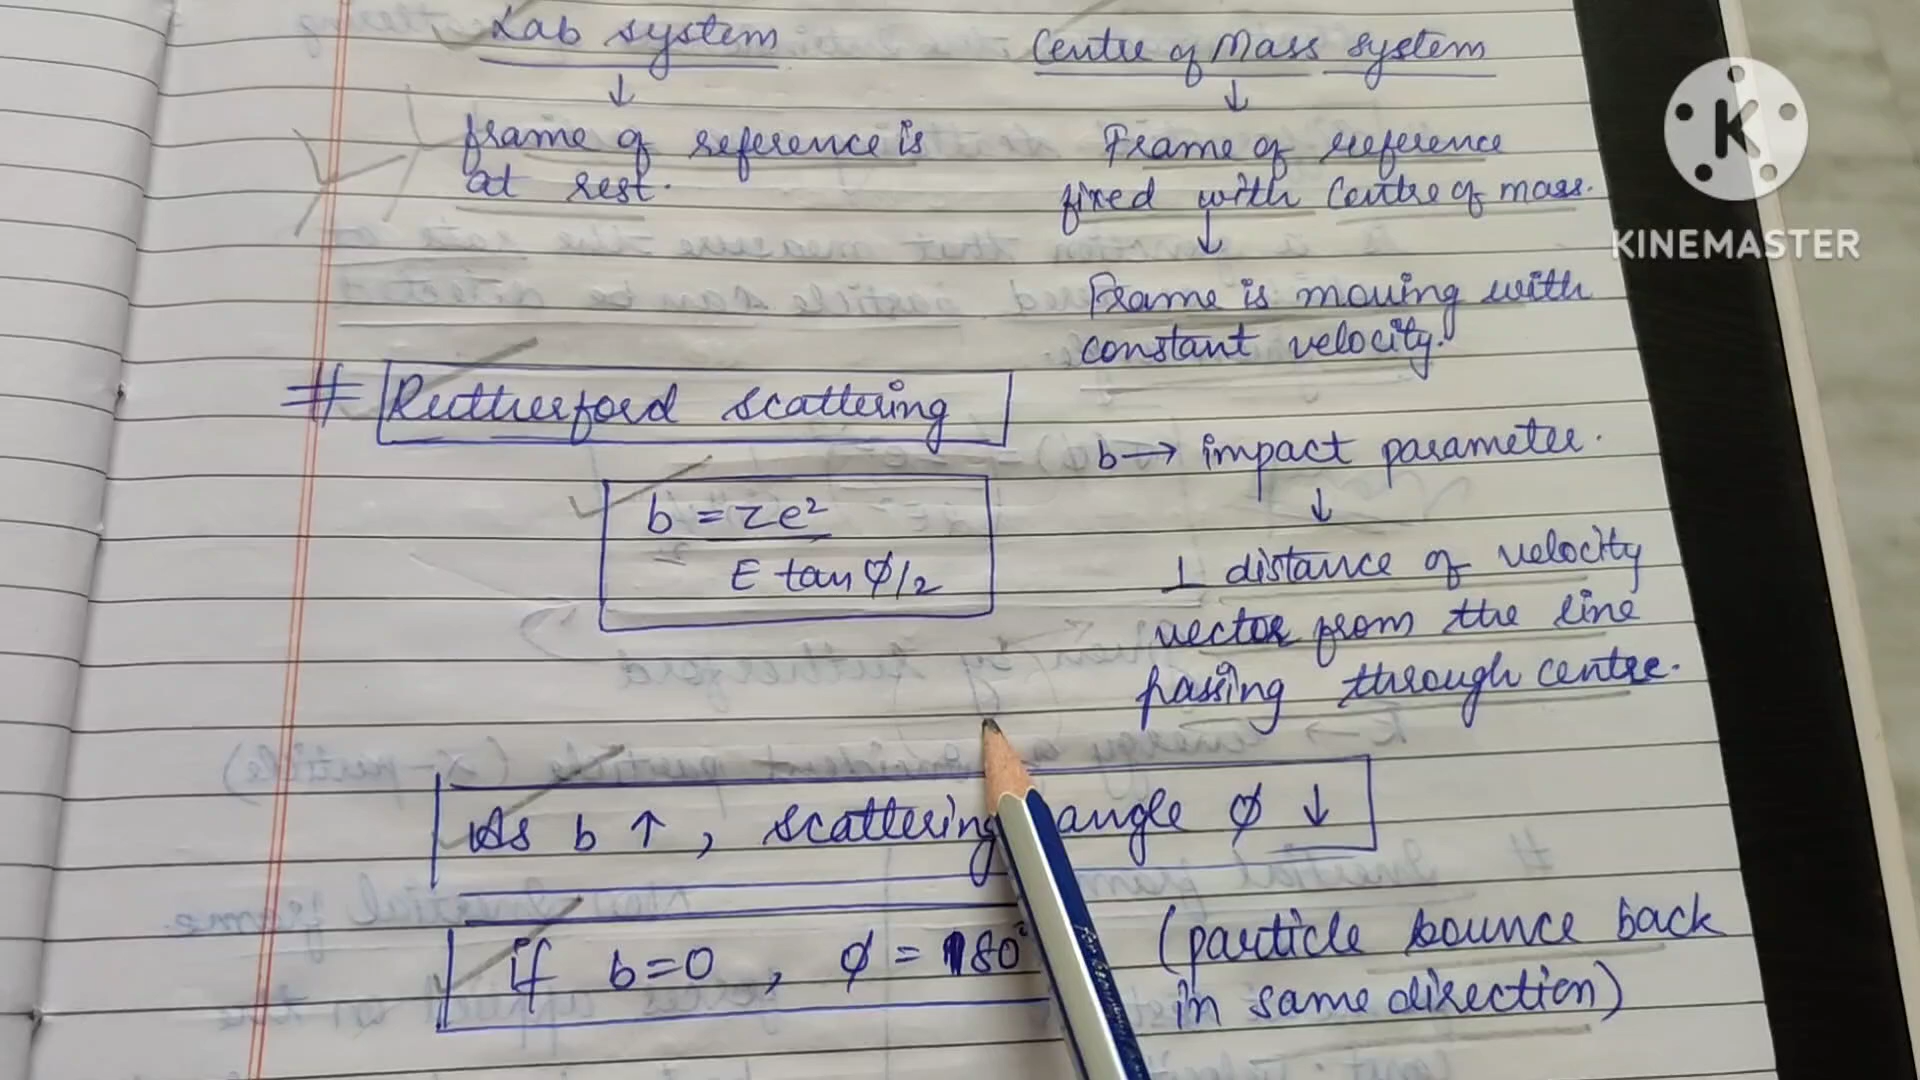 Lab system
↓
frame of reference is
at rest.
Centre of Mass system
↓
Frame of reference
fixed with Centre of mass.
↓
Frame is moving with
constant velocity.
# Rutherford scattering
b = ze²
E tan ϕ/2
b → impact parameter.
↓
⊥ distance of velocity
vector from the line
passing through centre.
As b ↑, scattering angle ϕ ↓
if b=0, ϕ = 180°
(particle bounce back
in same direction)
K
KINEMASTER